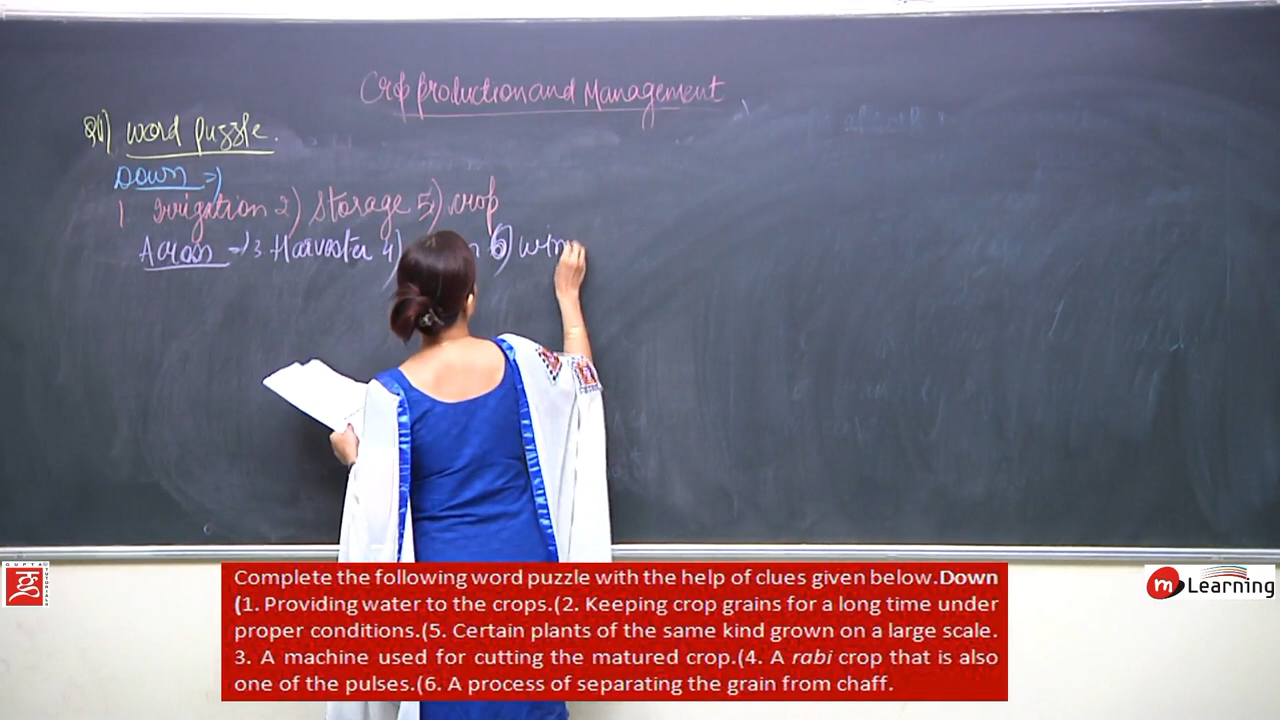 Crop production and Management
Q11) Word puzzle.
Down =>
1. Irrigation 2) Storage 5) crop
Across => 3. Harvester 4) 6) win
Complete the following word puzzle with the help of clues given below.Down
(1. Providing water to the crops.(2. Keeping crop grains for a long time under
proper conditions.(5. Certain plants of the same kind grown on a large scale.
3. A machine used for cutting the matured crop.(4. A rabi crop that is also
one of the pulses.(6. A process of separating the grain from chaff.
GUPTA
TUTORIALS
m Learning